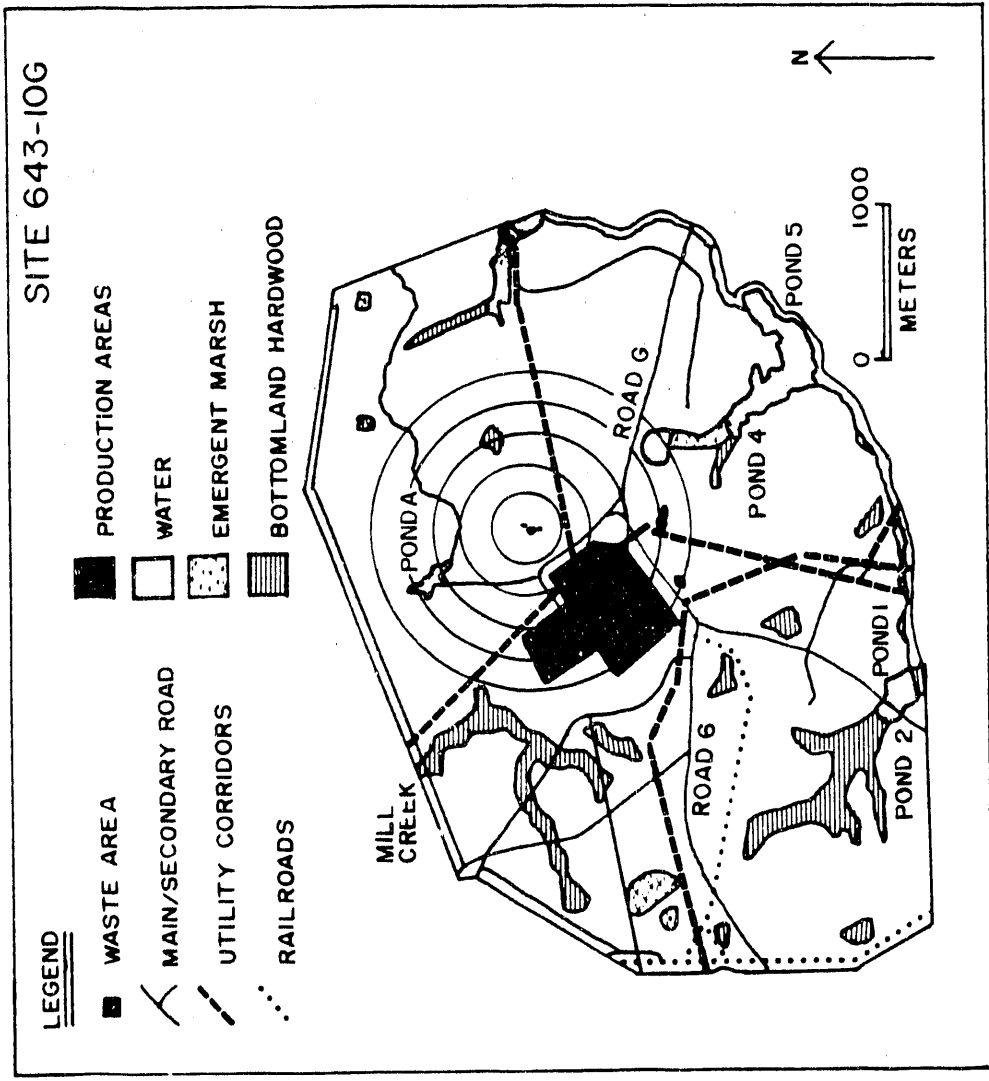 SITE 643-10G
LEGEND
WASTE AREA
MAIN/SECONDARY ROAD
UTILITY CORRIDORS
RAILROADS
PRODUCTION AREAS
WATER
EMERGENT MARSH
BOTTOMLAND HARDWOOD
MILL
CREEK
POND A
ROAD G
ROAD 6
POND 2
POND 1
POND 4
POND 5
0 1000
METERS
N